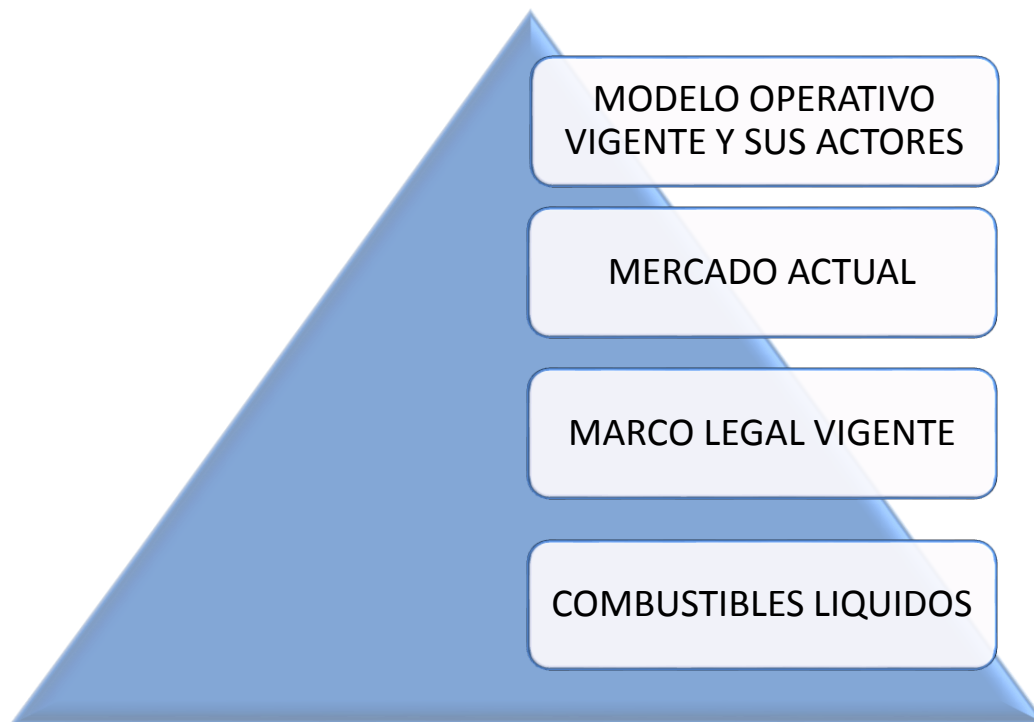 MODELO OPERATIVO
VIGENTE Y SUS ACTORES
MERCADO ACTUAL
MARCO LEGAL VIGENTE
COMBUSTIBLES LIQUIDOS